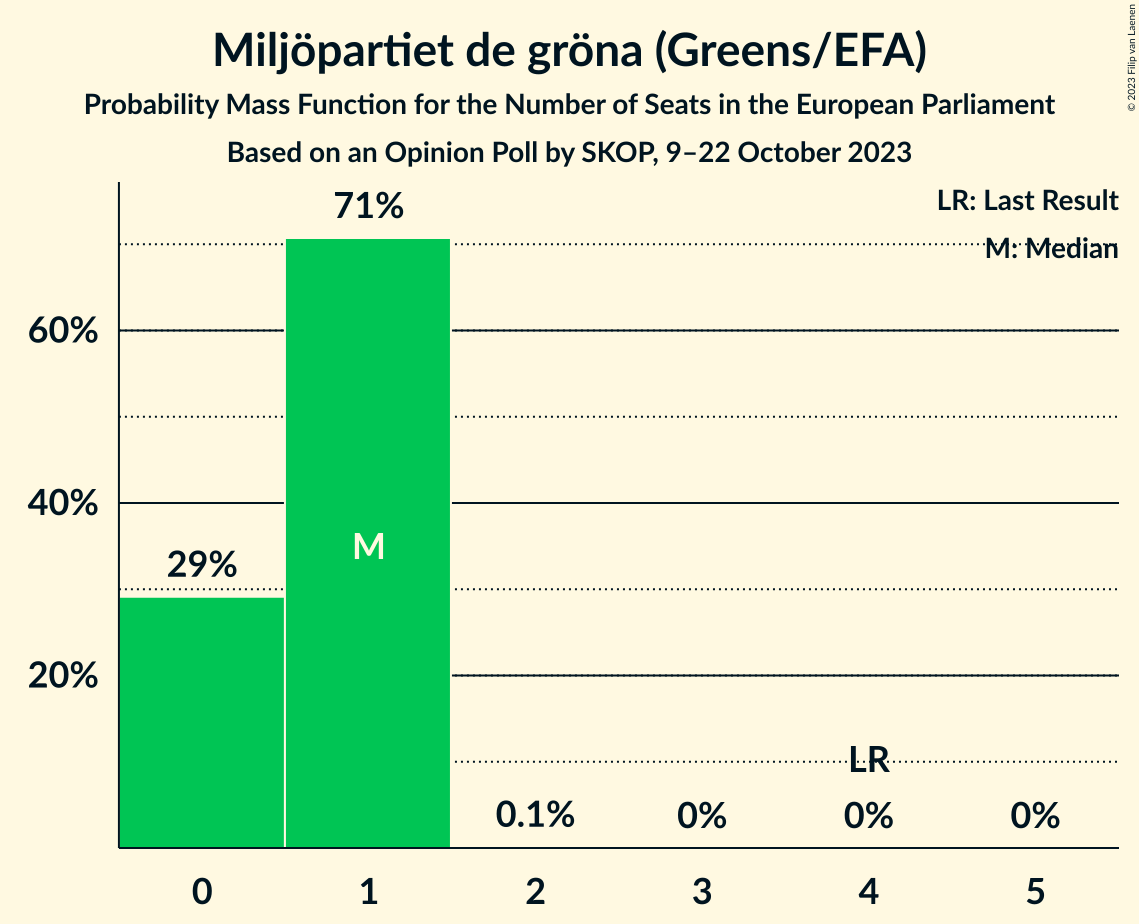 Miljöpartiet de gröna (Greens/EFA)
Probability Mass Function for the Number of Seats in the European Parliament
Based on an Opinion Poll by SKOP, 9–22 October 2023
© 2023 Filip van Laenen
LR: Last Result
M: Median
71%
60%
40%
M
29%
20%
LR
0.1%
0%
0%
0%
0
1
2
3
4
5